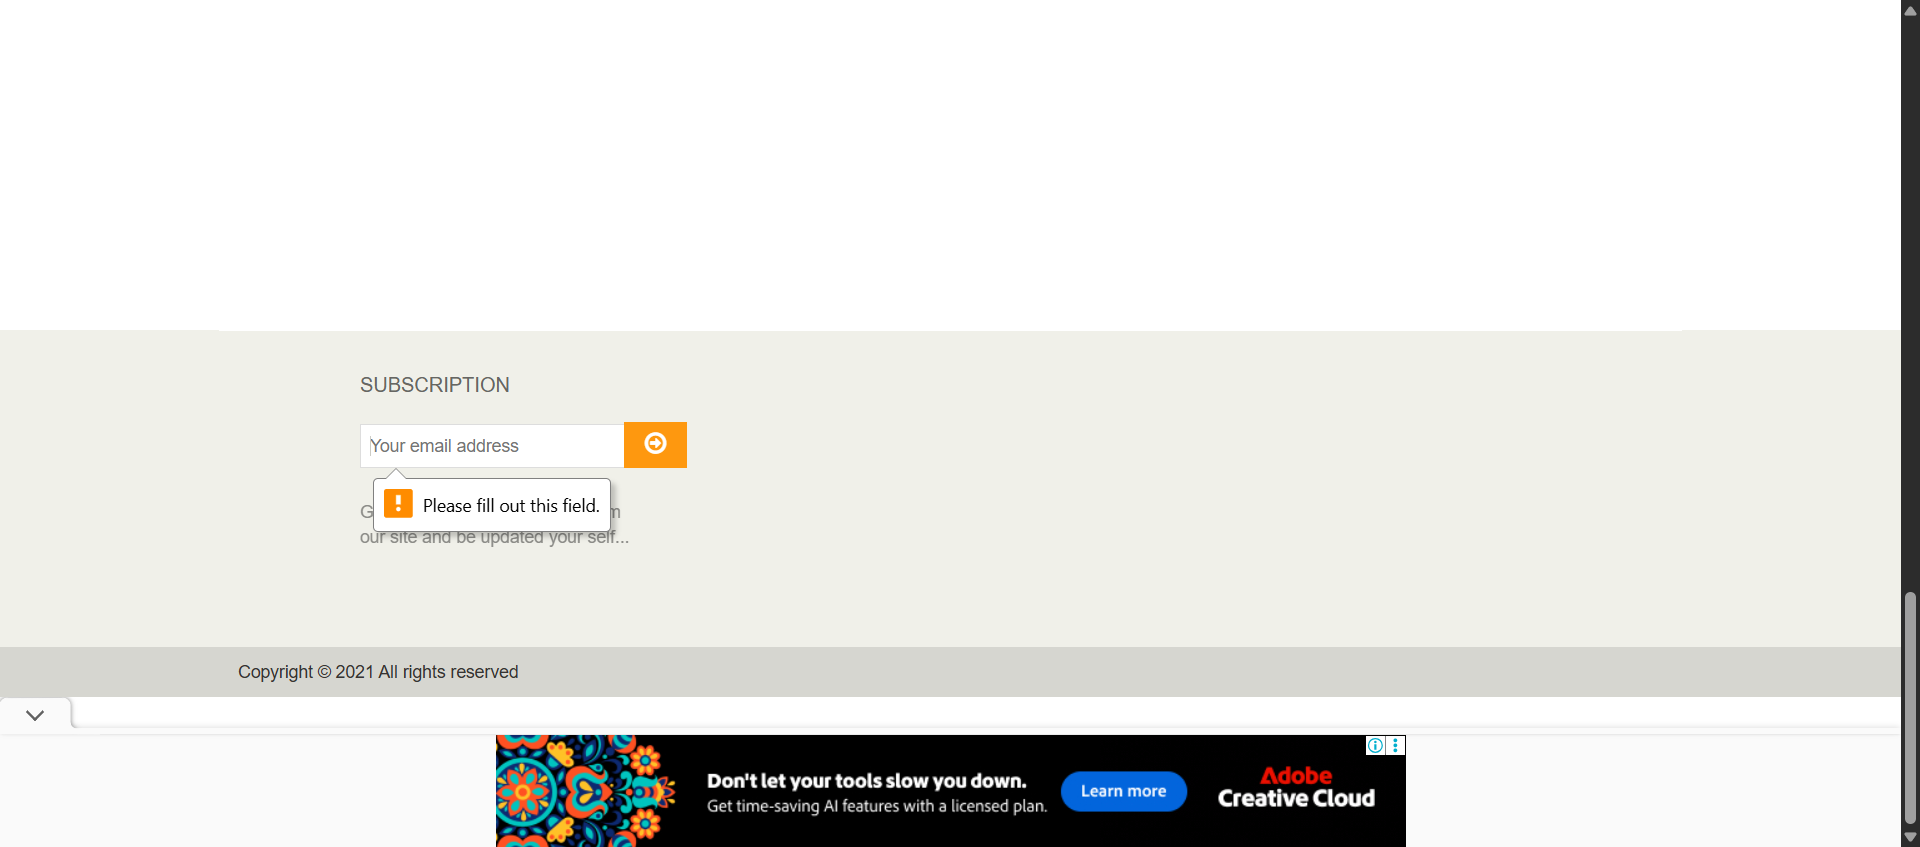 SUBSCRIPTION
Your email address
Please fill out this field.
our site and be updated your self...
Copyright © 2021 All rights reserved
Don't let your tools slow you down.
Get time-saving AI features with a licensed plan.
Learn more
Adobe
Creative Cloud